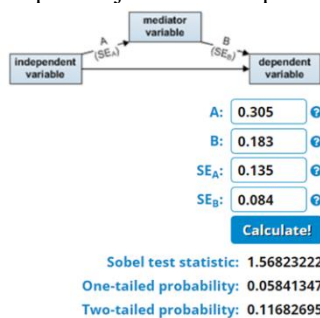 mediator
variable
A
(SEA)
B
(SEB)
independent
variable
dependent
variable
A: 0.305 ?
B: 0.183 ?
SEA: 0.135 ?
SEB: 0.084 ?
Calculate!
Sobel test statistic: 1.56823222
One-tailed probability: 0.05841347
Two-tailed probability: 0.11682695